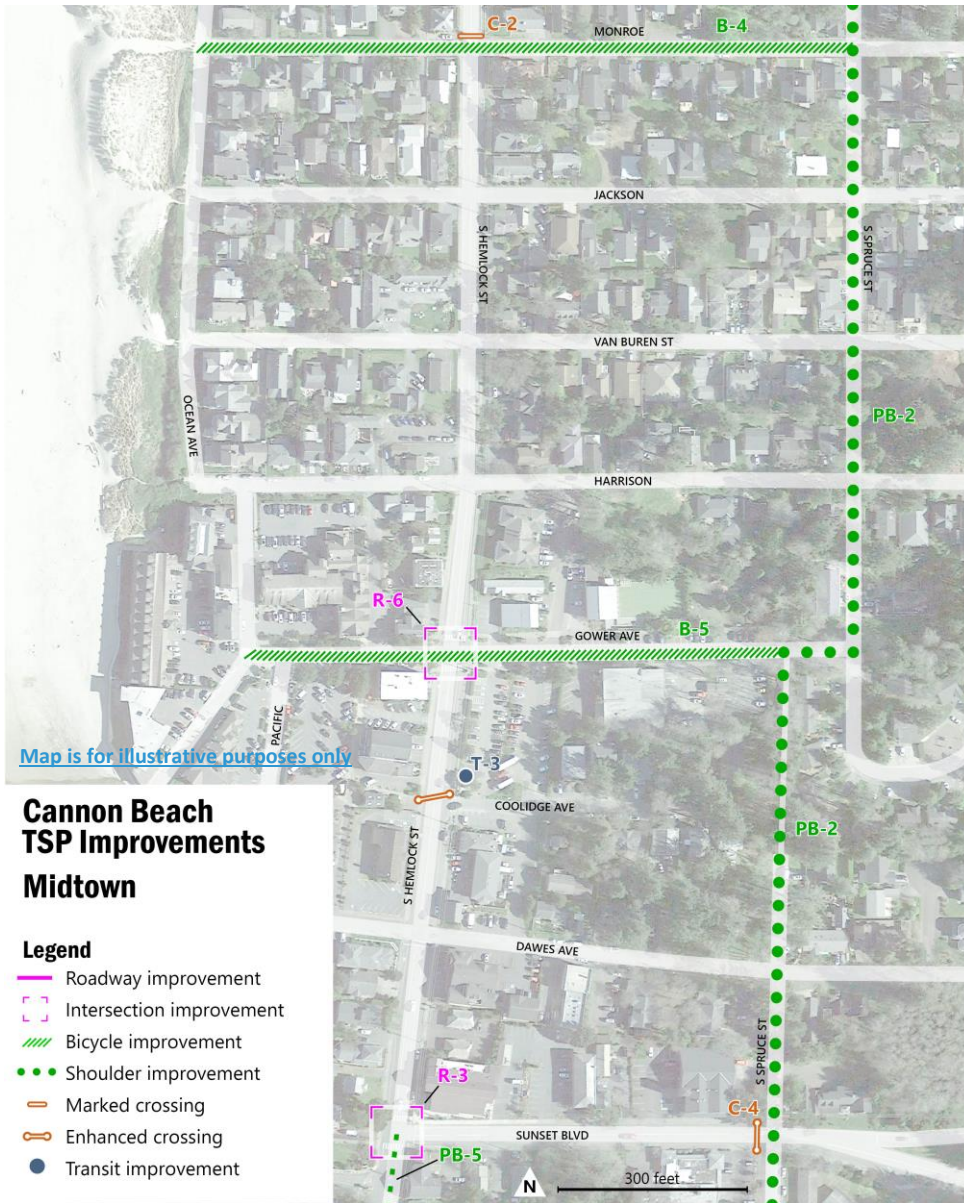 C-2
MONROE
B-4
JACKSON
S HEMLOCK ST
S SPRUCE ST
VAN BUREN ST
OCEAN AVE
PB-2
HARRISON
R-6
GOWER AVE
B-5
PACIFIC
Map is for illustrative purposes only
T-3
COOLIDGE AVE
PB-2
S HEMLOCK ST
DAWES AVE
S SPRUCE ST
R-3
C-4
SUNSET BLVD
PB-5
N
300 feet
Cannon Beach
TSP Improvements
Midtown
Legend
Roadway improvement
Intersection improvement
Bicycle improvement
Shoulder improvement
Marked crossing
Enhanced crossing
Transit improvement